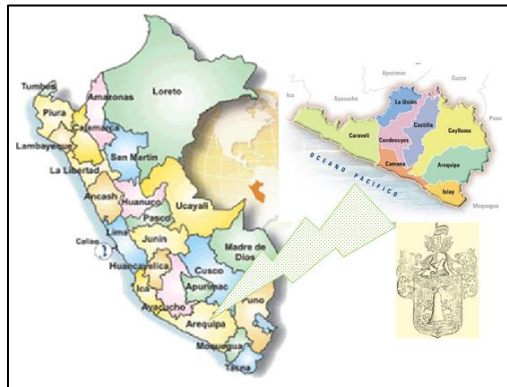 Tumbes
Piura
Lambayeque
Cajamarca
La Libertad
Amazonas
Loreto
San Martin
Ancash
Huanuco
Pasco
Ucayali
Lima
Callao
Junin
Huancavelica
Madre de
Dios
Cusco
Ica
Apurimac
Ayacucho
Puno
Arequipa
Moquegua
Tacna
Apurímac
Cusco
Ica
Ayacucho
Puno
La Unión
Castilla
Caylloma
Caravelí
Condesuyos
Camaná
Arequipa
Islay
OCEANO PACÍFICO
Moquegua